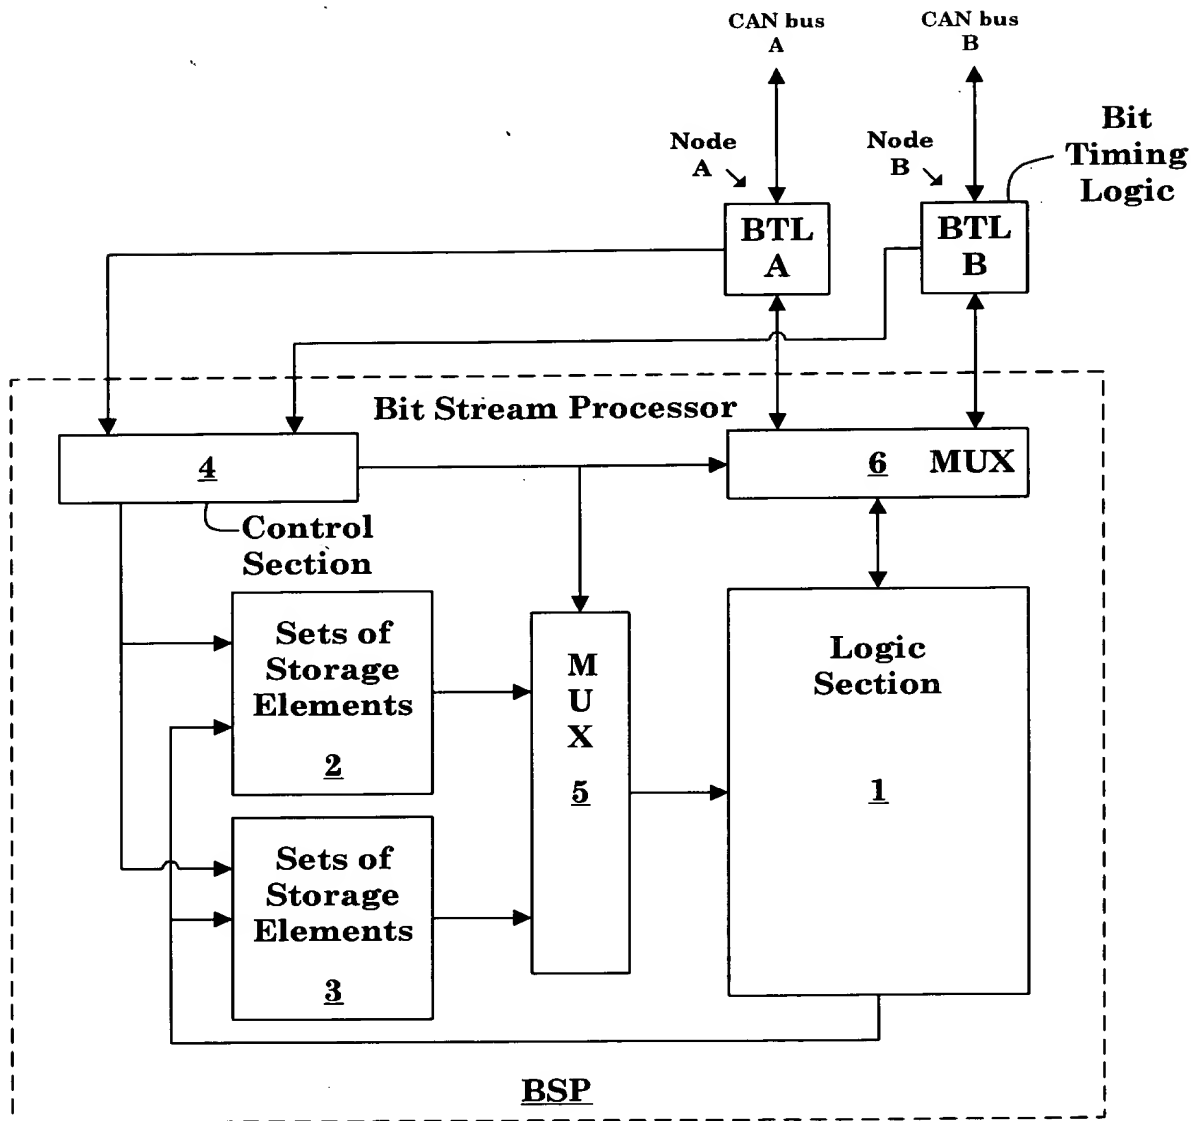 CAN bus
A
CAN bus
B
Node
A
Node
B
Bit
Timing
Logic
BTL
A
BTL
B
Bit Stream Processor
4
6 MUX
Control
Section
Sets of
Storage
Elements
2
M
U
X
5
Logic
Section
1
Sets of
Storage
Elements
3
BSP